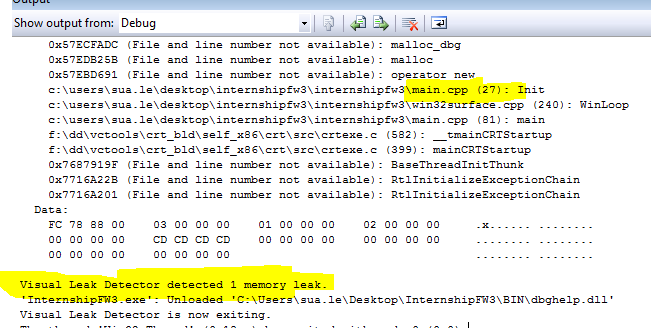 Output
Show output from: Debug
0x57ECFADC (File and line number not available): malloc_dbg
0x57EDB25B (File and line number not available): malloc
0x57EBD691 (File and line number not available): operator new
c:\users\sua.le\desktop\internshipfw3\internshipfw3\main.cpp (27): Init
c:\users\sua.le\desktop\internshipfw3\internshipfw3\win32surface.cpp (240): WinLoop
c:\users\sua.le\desktop\internshipfw3\internshipfw3\main.cpp (81): main
f:\dd\vctools\crt_bld\self_x86\crt\src\crtexe.c (582): __tmainCRTStartup
f:\dd\vctools\crt_bld\self_x86\crt\src\crtexe.c (399): mainCRTStartup
0x7687919F (File and line number not available): BaseThreadInitThunk
0x7716A22B (File and line number not available): RtlInitializeExceptionChain
0x7716A201 (File and line number not available): RtlInitializeExceptionChain
Data:
FC 78 88 00 03 00 00 00 01 00 00 00 02 00 00 00 .x...... ........
00 00 00 00 CD CD CD CD 00 00 00 00 00 00 00 00 ........ ........
00 00 00 00 00 00 00 00 ........ ........
Visual Leak Detector detected 1 memory leak.
'InternshipFW3.exe': Unloaded 'C:\Users\sua.le\Desktop\InternshipFW3\BIN\dbghelp.dll'
Visual Leak Detector is now exiting.